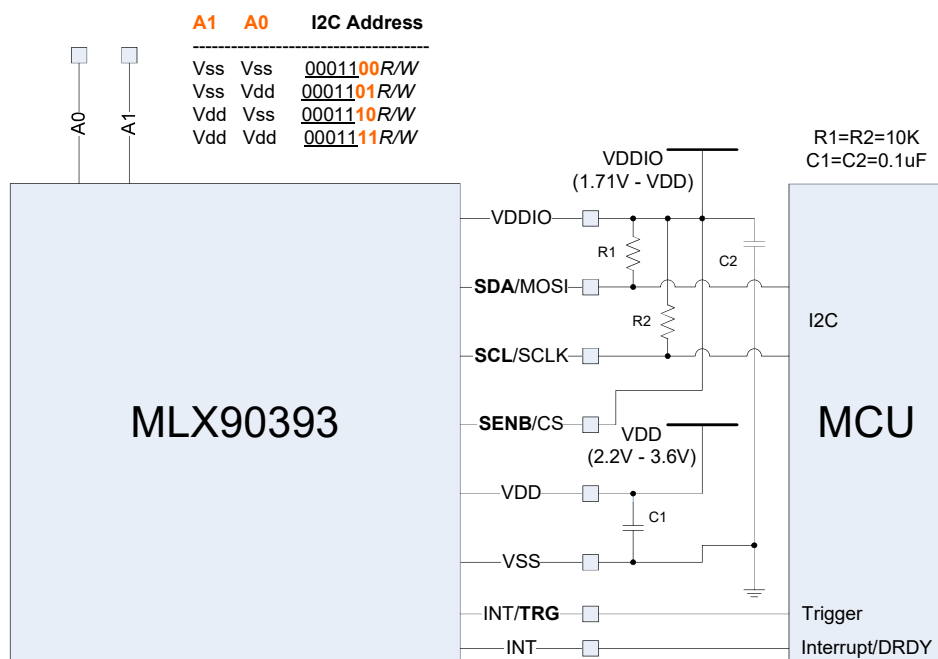 A1 A0 I2C Address
------------------------------------
Vss Vss 0001100R/W
Vss Vdd 0001101R/W
Vdd Vss 0001110R/W
Vdd Vdd 0001111R/W
A0
A1
R1=R2=10K
C1=C2=0.1uF
VDDIO
(1.71V - VDD)
VDDIO
R1
C2
SDA/MOSI
R2
I2C
SCL/SCLK
MLX90393
MCU
SENB/CS
VDD
(2.2V - 3.6V)
VDD
C1
VSS
INT/TRG
Trigger
INT
Interrupt/DRDY